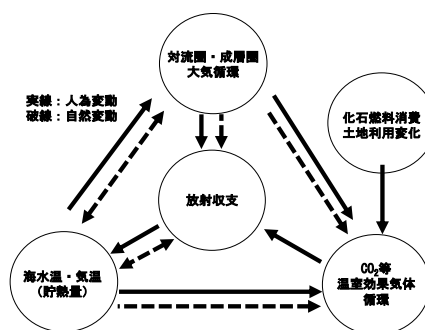 対流圏・成層圏
大気循環
実線：人為変動
破線：自然変動
化石燃料消費
土地利用変化
放射収支
海水温・気温
(貯熱量)
CO₂等
温室効果気体
循環